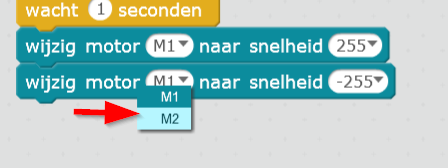 wacht 1 seconden
wijzig motor M1 naar snelheid 255
wijzig motor M1 naar snelheid -255
M1
M2